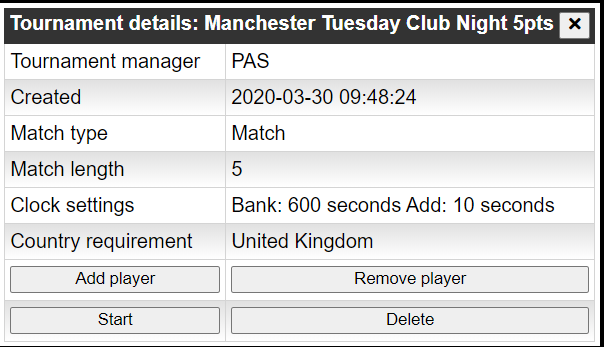 Tournament details: Manchester Tuesday Club Night 5pts ×
Tournament manager PAS
Created 2020-03-30 09:48:24
Match type Match
Match length 5
Clock settings Bank: 600 seconds Add: 10 seconds
Country requirement United Kingdom
Add player Remove player
Start Delete